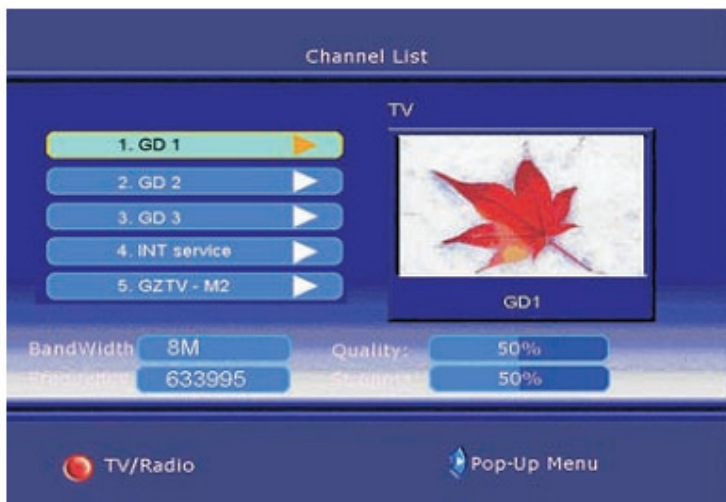 Channel List
TV
1. GD 1
2. GD 2
3. GD 3
4. INT service
5. GZTV - M2
GD1
BandWidth 8M
Quality: 50%
633995
50%
TV/Radio
Pop-Up Menu